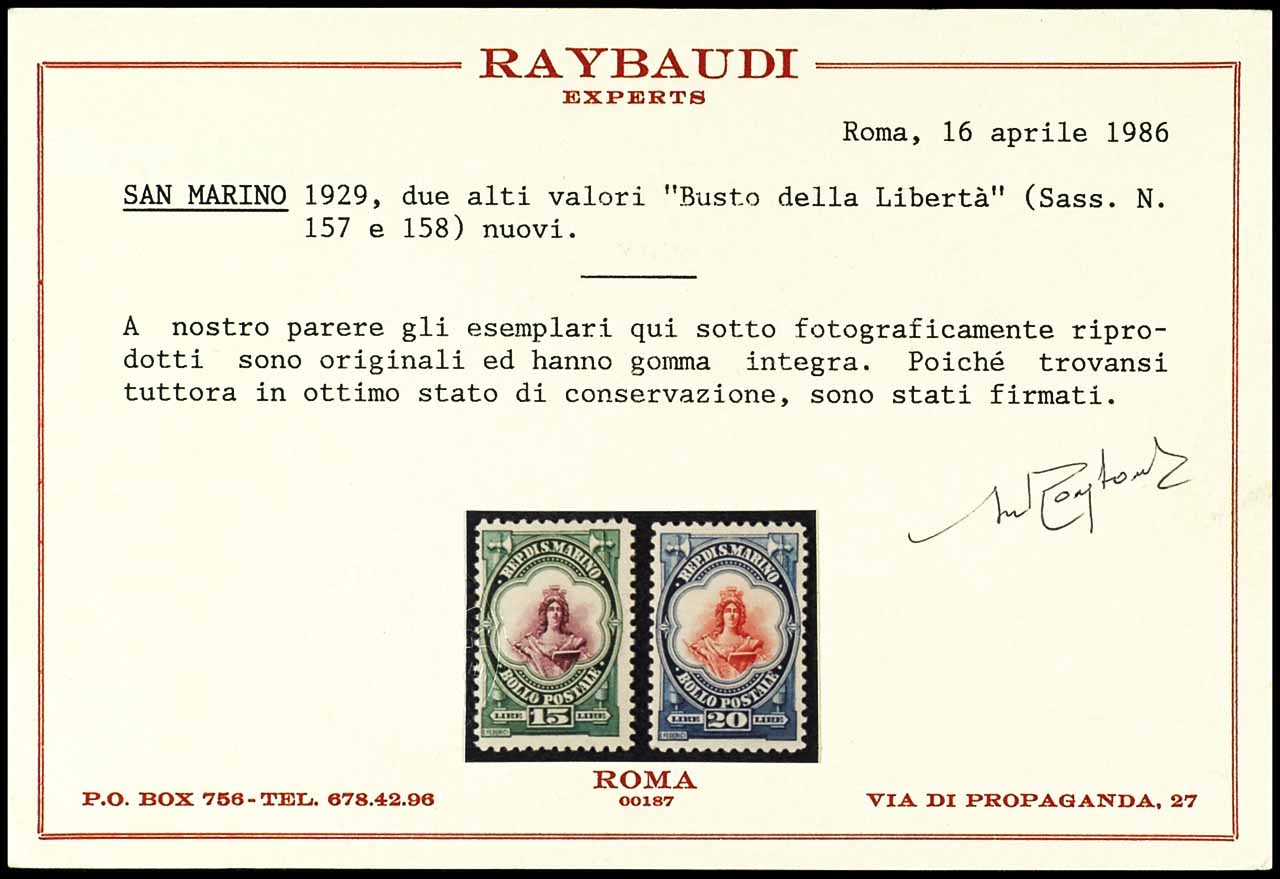 RAYBAUDI
EXPERTS
Roma, 16 aprile 1986
SAN MARINO 1929, due alti valori "Busto della Libertà" (Sass. N.
157 e 158) nuovi.
A nostro parere gli esemplari qui sotto fotograficamente ripro-
dotti sono originali ed hanno gomma integra. Poiché trovansi
tuttora in ottimo stato di conservazione, sono stati firmati.
REP. DI S. MARINO
BOLLO POSTALE
LIRE 15 LIRE
E. FEDERICI
REP. DI S. MARINO
BOLLO POSTALE
LIRE 20 LIRE
E. FEDERICI
ROMA
00187
P.O. BOX 756-TEL. 678.42.96
VIA DI PROPAGANDA, 27